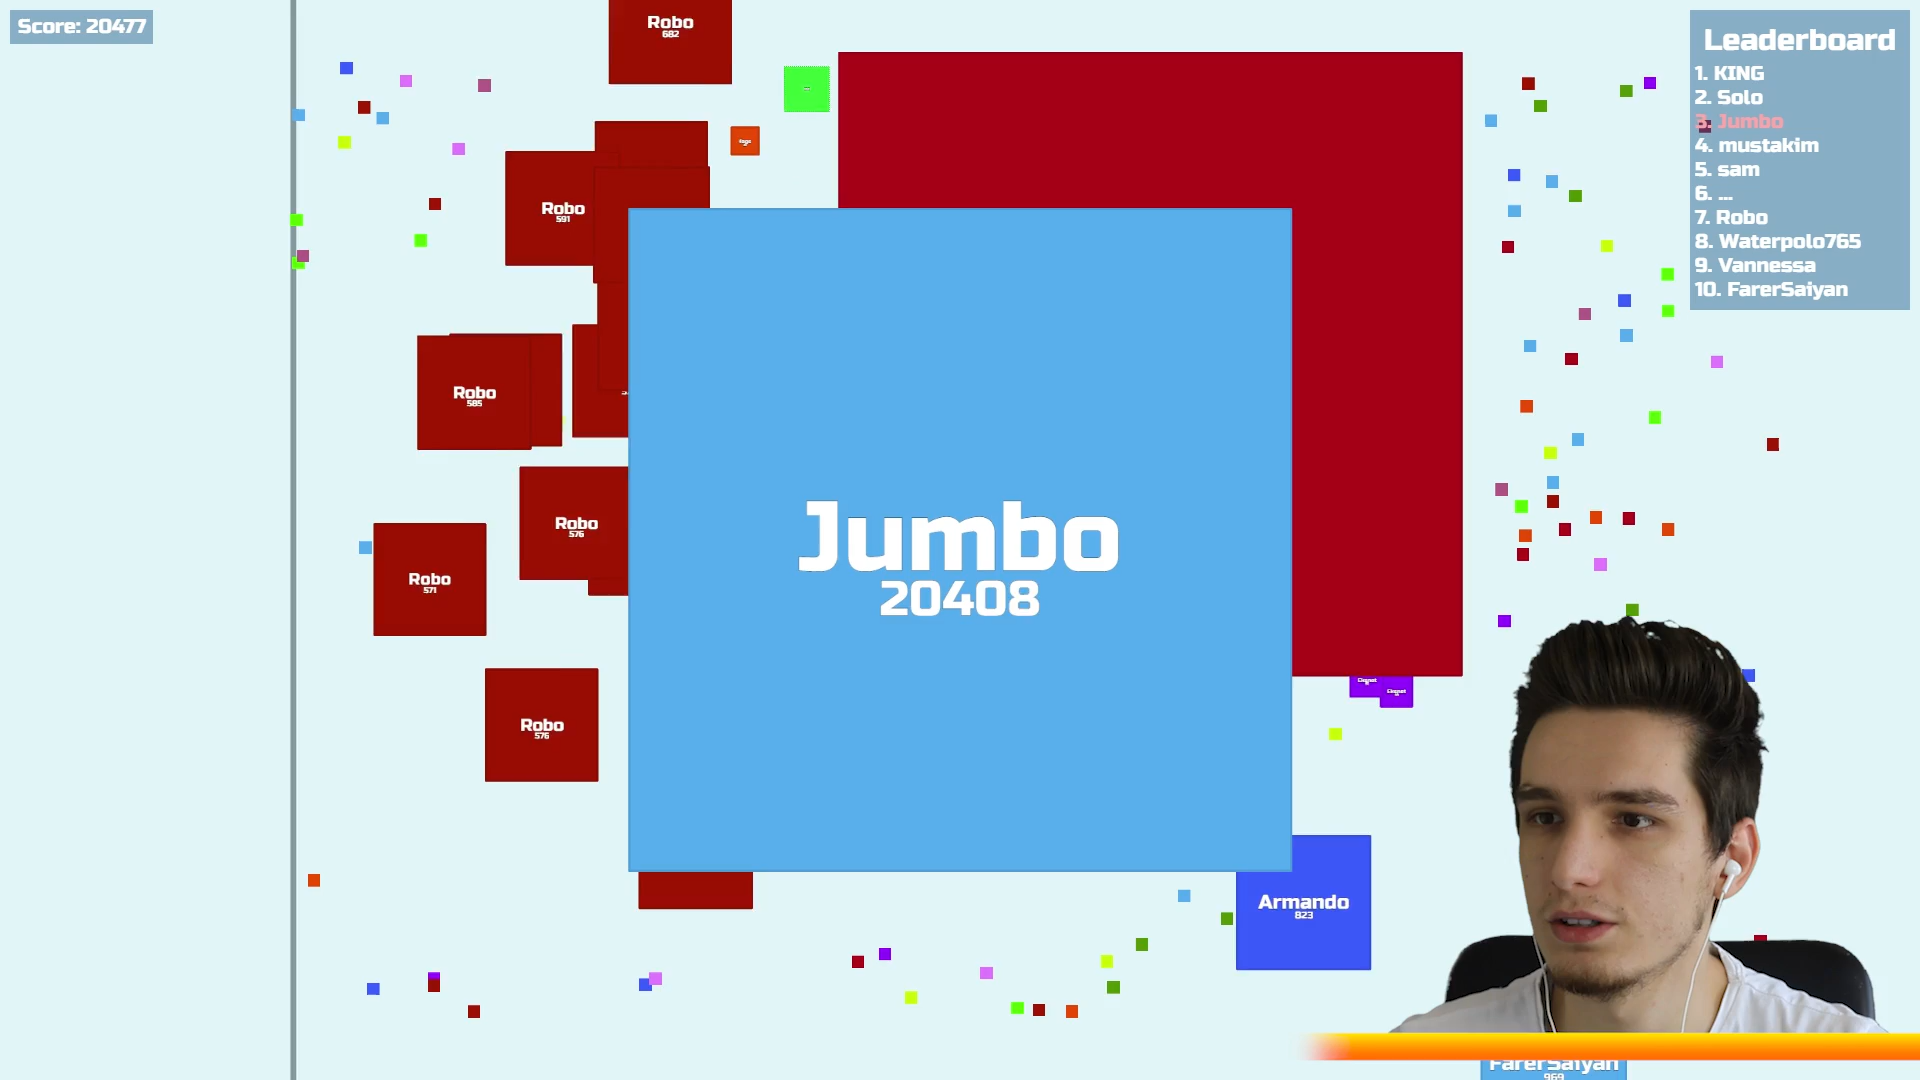 Score: 20477
Robo
682
Leaderboard
1. KING
2. Solo
3. Jumbo
4. mustakim
5. sam
6. ...
7. Robo
8. Waterpolo765
9. Vannessa
10. FarerSaiyan
Robo
591
Robo
585
Robo
576
Robo
571
Jumbo
20408
Robo
576
Armando
823
FarerSaiyan
969